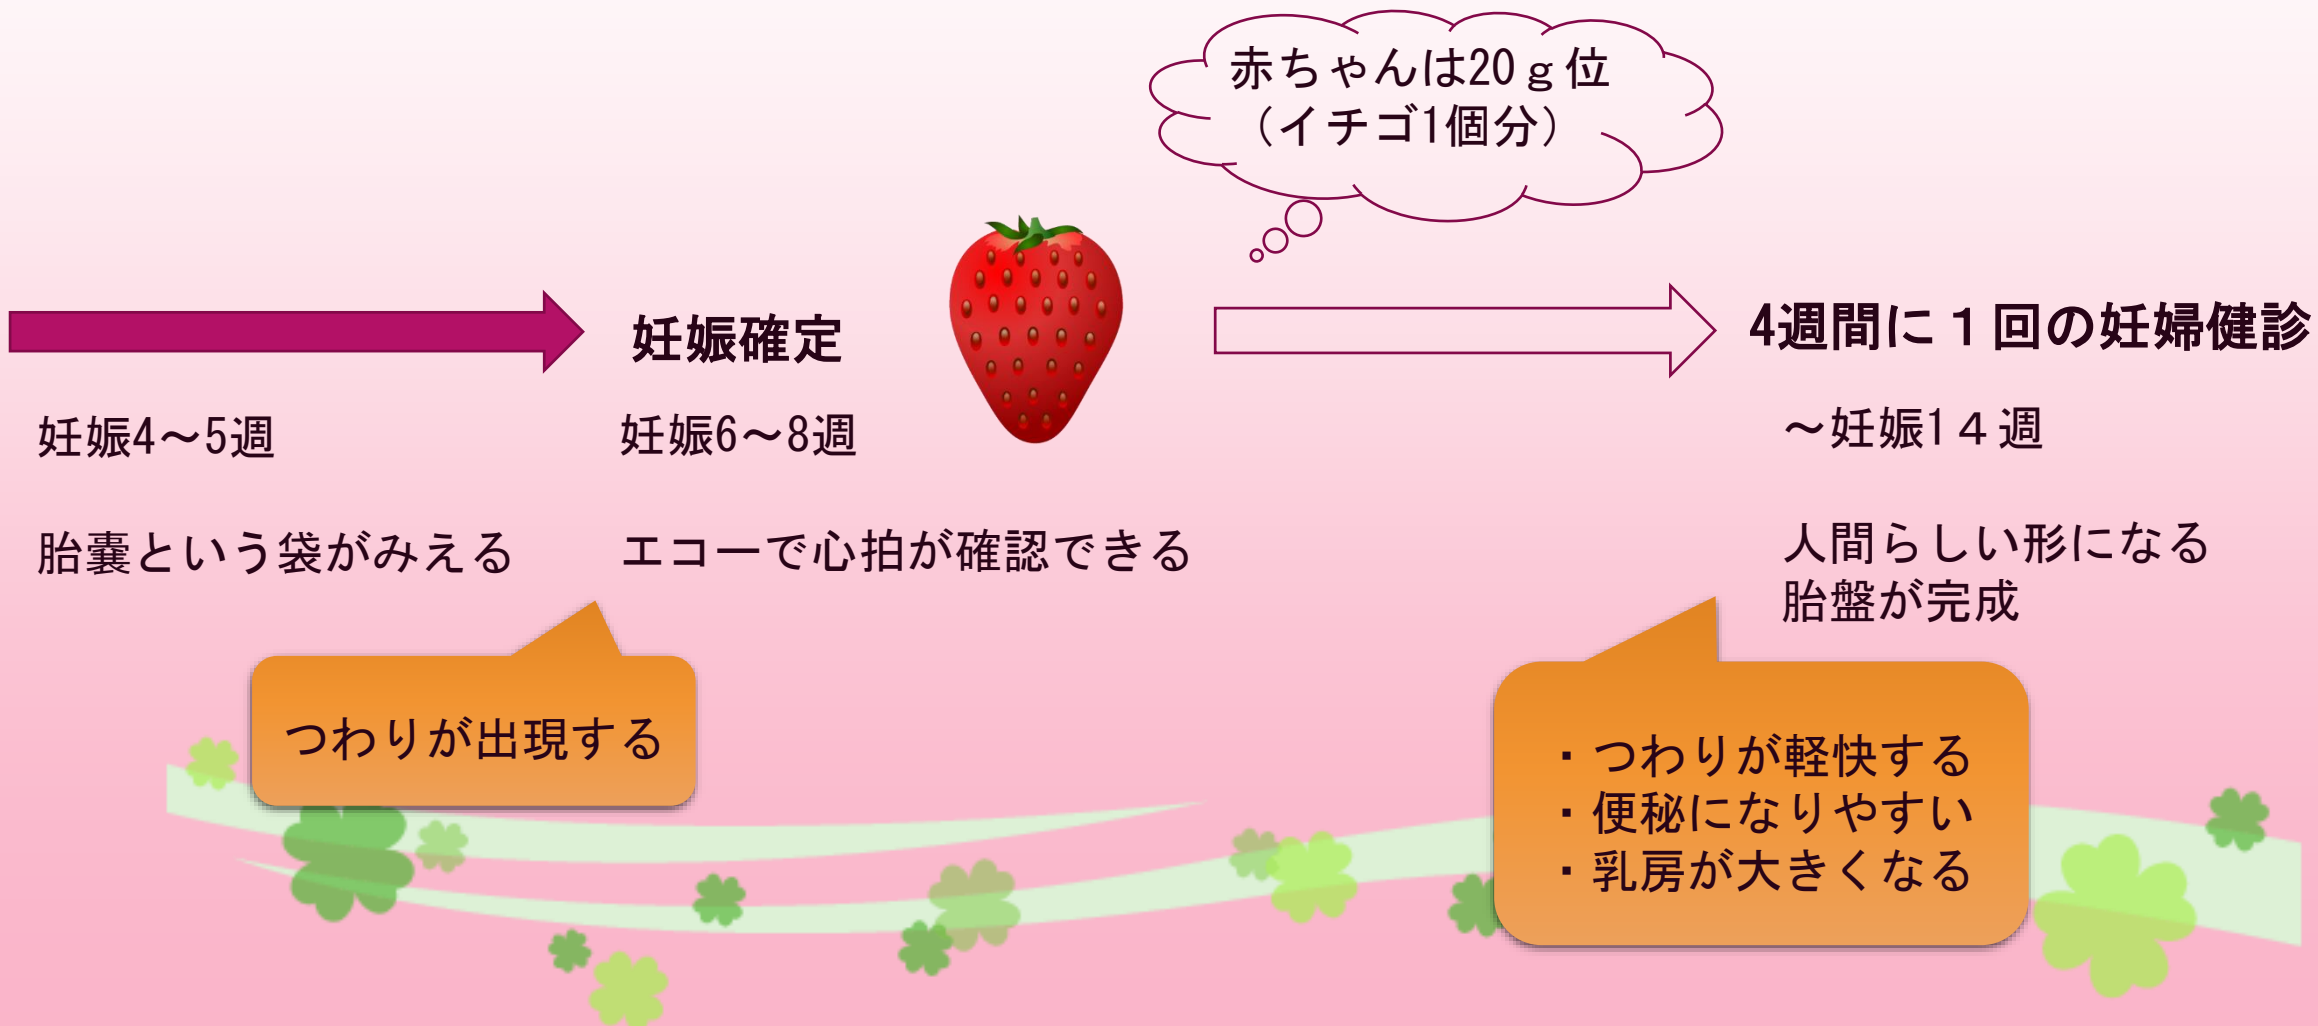 赤ちゃんは20ｇ位
（イチゴ1個分）
妊娠確定
4週間に１回の妊婦健診
妊娠4～5週
妊娠6～8週
～妊娠1４週
胎嚢という袋がみえる
エコーで心拍が確認できる
人間らしい形になる
胎盤が完成
つわりが出現する
・つわりが軽快する
・便秘になりやすい
・乳房が大きくなる